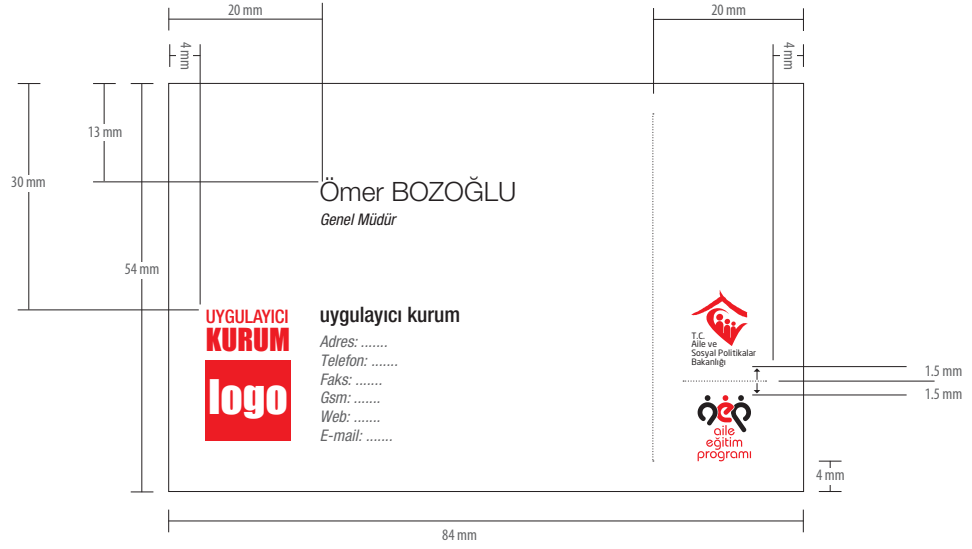 20 mm
20 mm
4 mm
4 mm
13 mm
30 mm
54 mm
Ömer BOZOĞLU
Genel Müdür
UYGULAYICI
KURUM
logo
uygulayıcı kurum
Adres: .......
Telefon: .......
Faks: .......
Gsm: .......
Web: .......
E-mail: .......
T.C.
Aile ve
Sosyal Politikalar
Bakanlığı
1.5 mm
1.5 mm
aep
aile
eğitim
programı
4 mm
84 mm